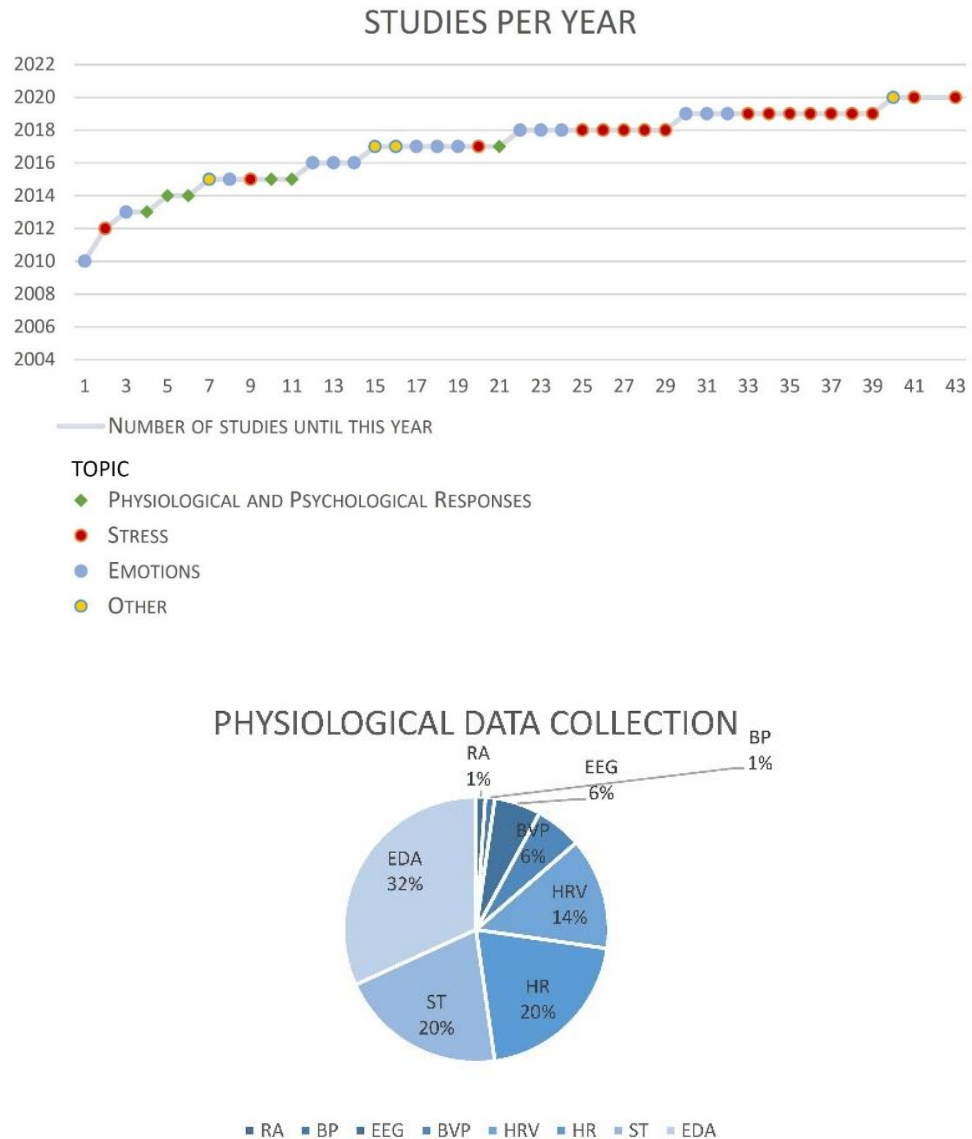 STUDIES PER YEAR
2022
2020
2018
2016
2014
2012
2010
2008
2006
2004
1 3 5 7 9 11 13 15 17 19 21 23 25 27 29 31 33 35 37 39 41 43
NUMBER OF STUDIES UNTIL THIS YEAR
TOPIC
PHYSIOLOGICAL AND PSYCHOLOGICAL RESPONSES
STRESS
EMOTIONS
OTHER
PHYSIOLOGICAL DATA COLLECTION
RA
1%
EEG
6%
BP
1%
BVP
6%
EDA
32%
HRV
14%
HR
20%
ST
20%
RA BP EEG BVP HRV HR ST EDA